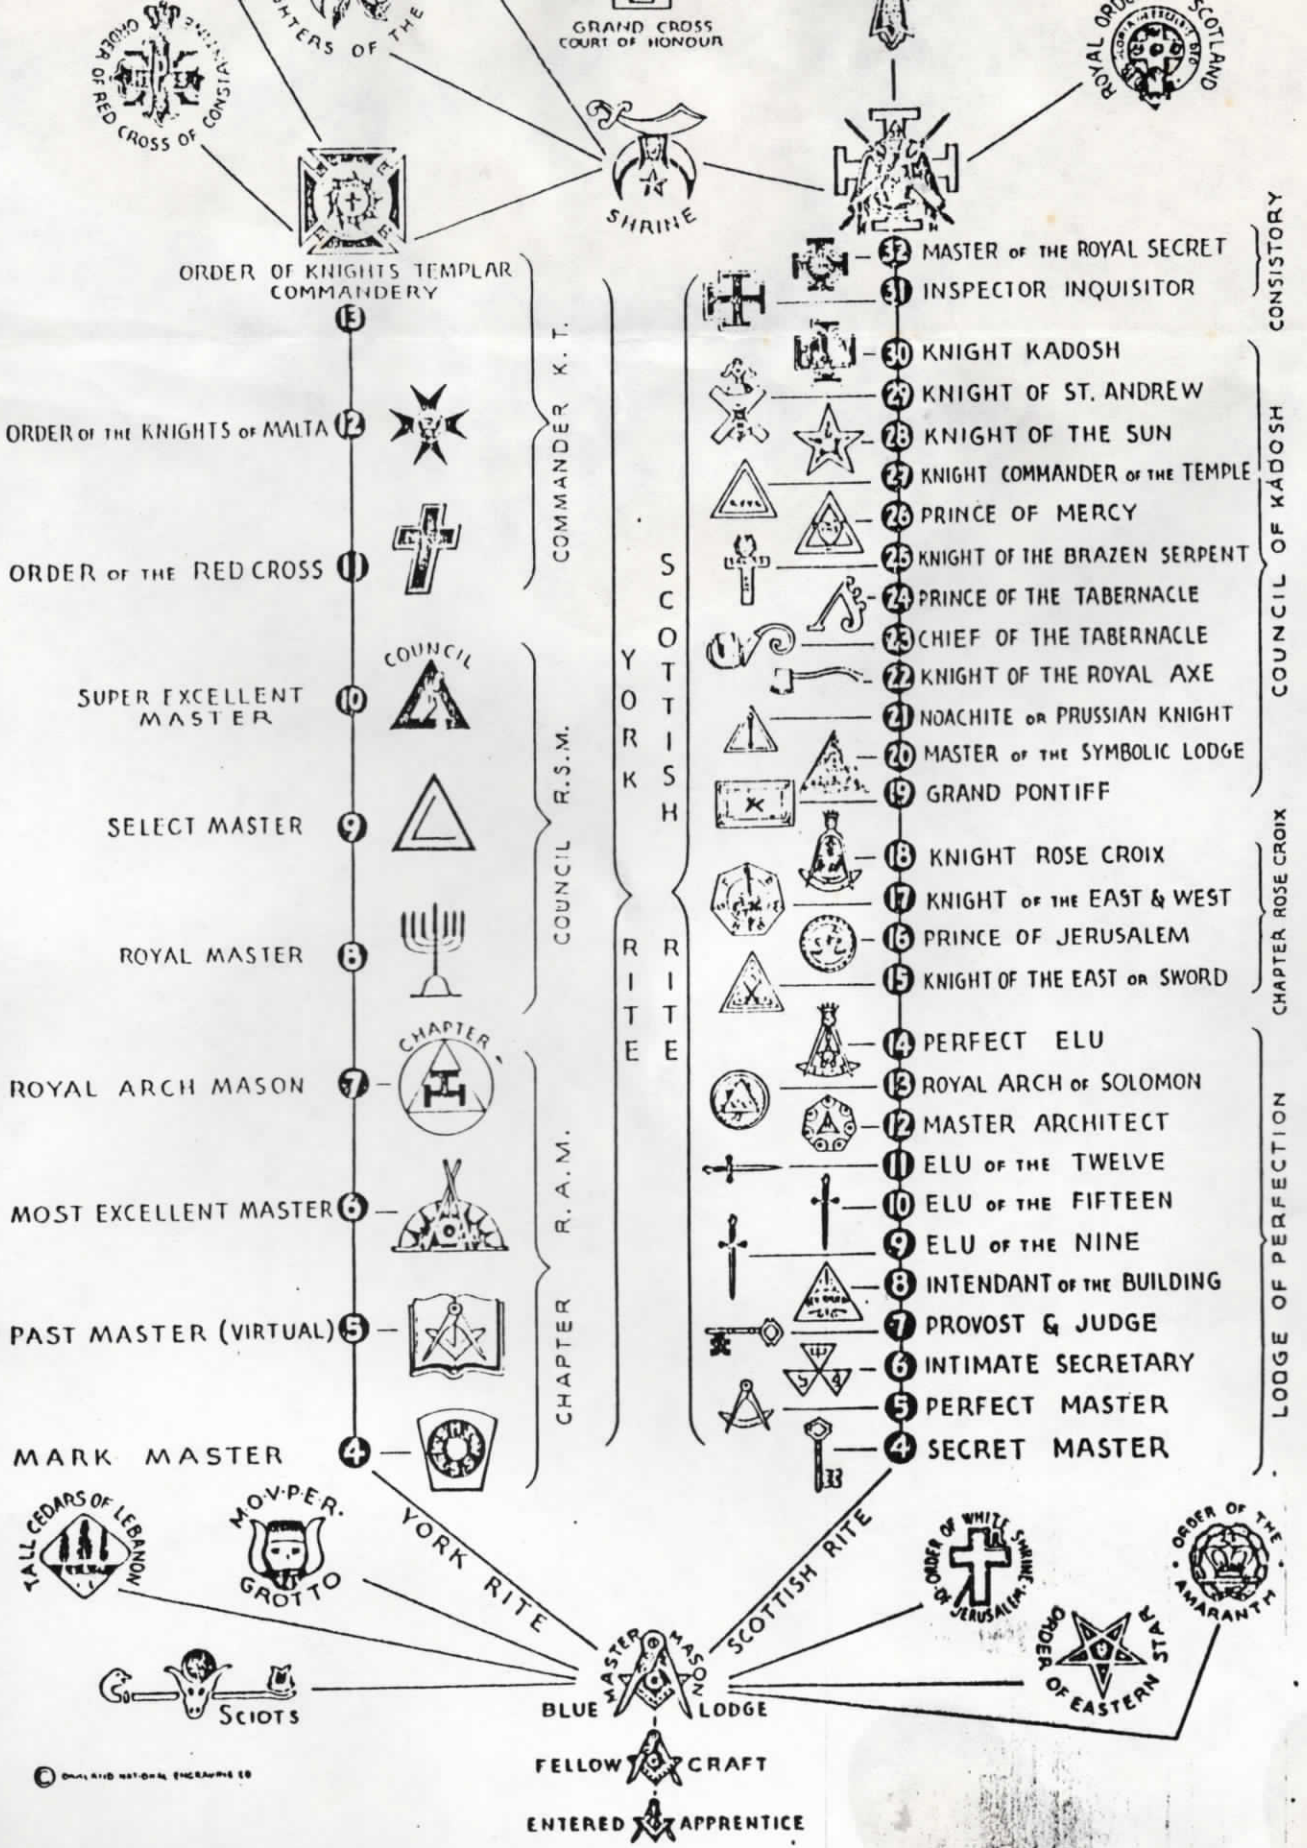 ORDER OF RED CROSS OF CONSTANTINE
HTERS OF THE
GRAND CROSS
COURT OF HONOUR
ROYAL ORD
SCOTLAND
SHRINE
ORDER OF KNIGHTS TEMPLAR
COMMANDERY
13
ORDER OF THE KNIGHTS OF MALTA 12
ORDER OF THE RED CROSS 11
COMMANDER K. T.
SUPER EXCELLENT
MASTER
10
COUNCIL
SELECT MASTER 9
ROYAL MASTER 8
COUNCIL R.S.M.
CHAPTER
ROYAL ARCH MASON 7
MOST EXCELLENT MASTER 6
PAST MASTER (VIRTUAL) 5
MARK MASTER 4
CHAPTER R. A. M.
YORK RITE
SCOTTISH RITE
32 MASTER OF THE ROYAL SECRET
31 INSPECTOR INQUISITOR
CONSISTORY
30 KNIGHT KADOSH
29 KNIGHT OF ST. ANDREW
28 KNIGHT OF THE SUN
27 KNIGHT COMMANDER OF THE TEMPLE
26 PRINCE OF MERCY
25 KNIGHT OF THE BRAZEN SERPENT
24 PRINCE OF THE TABERNACLE
23 CHIEF OF THE TABERNACLE
22 KNIGHT OF THE ROYAL AXE
21 NOACHITE OR PRUSSIAN KNIGHT
20 MASTER OF THE SYMBOLIC LODGE
19 GRAND PONTIFF
COUNCIL OF KADOSH
18 KNIGHT ROSE CROIX
17 KNIGHT OF THE EAST & WEST
16 PRINCE OF JERUSALEM
15 KNIGHT OF THE EAST OR SWORD
CHAPTER ROSE CROIX
14 PERFECT ELU
13 ROYAL ARCH OF SOLOMON
12 MASTER ARCHITECT
11 ELU OF THE TWELVE
10 ELU OF THE FIFTEEN
9 ELU OF THE NINE
8 INTENDANT OF THE BUILDING
7 PROVOST & JUDGE
6 INTIMATE SECRETARY
5 PERFECT MASTER
4 SECRET MASTER
LODGE OF PERFECTION
TALL CEDARS OF LEBANON
M.O.V.P.E.R.
GROTTO
YORK RITE
SCOTTISH RITE
ORDER OF WHITE SHRINE
OF JERUSALEM
ORDER OF THE
AMARANTH
ORDER OF EASTERN STAR
SCIOTS
MASTER MASON
BLUE LODGE
FELLOW CRAFT
ENTERED APPRENTICE
© NATIONAL ENGRAVING CO